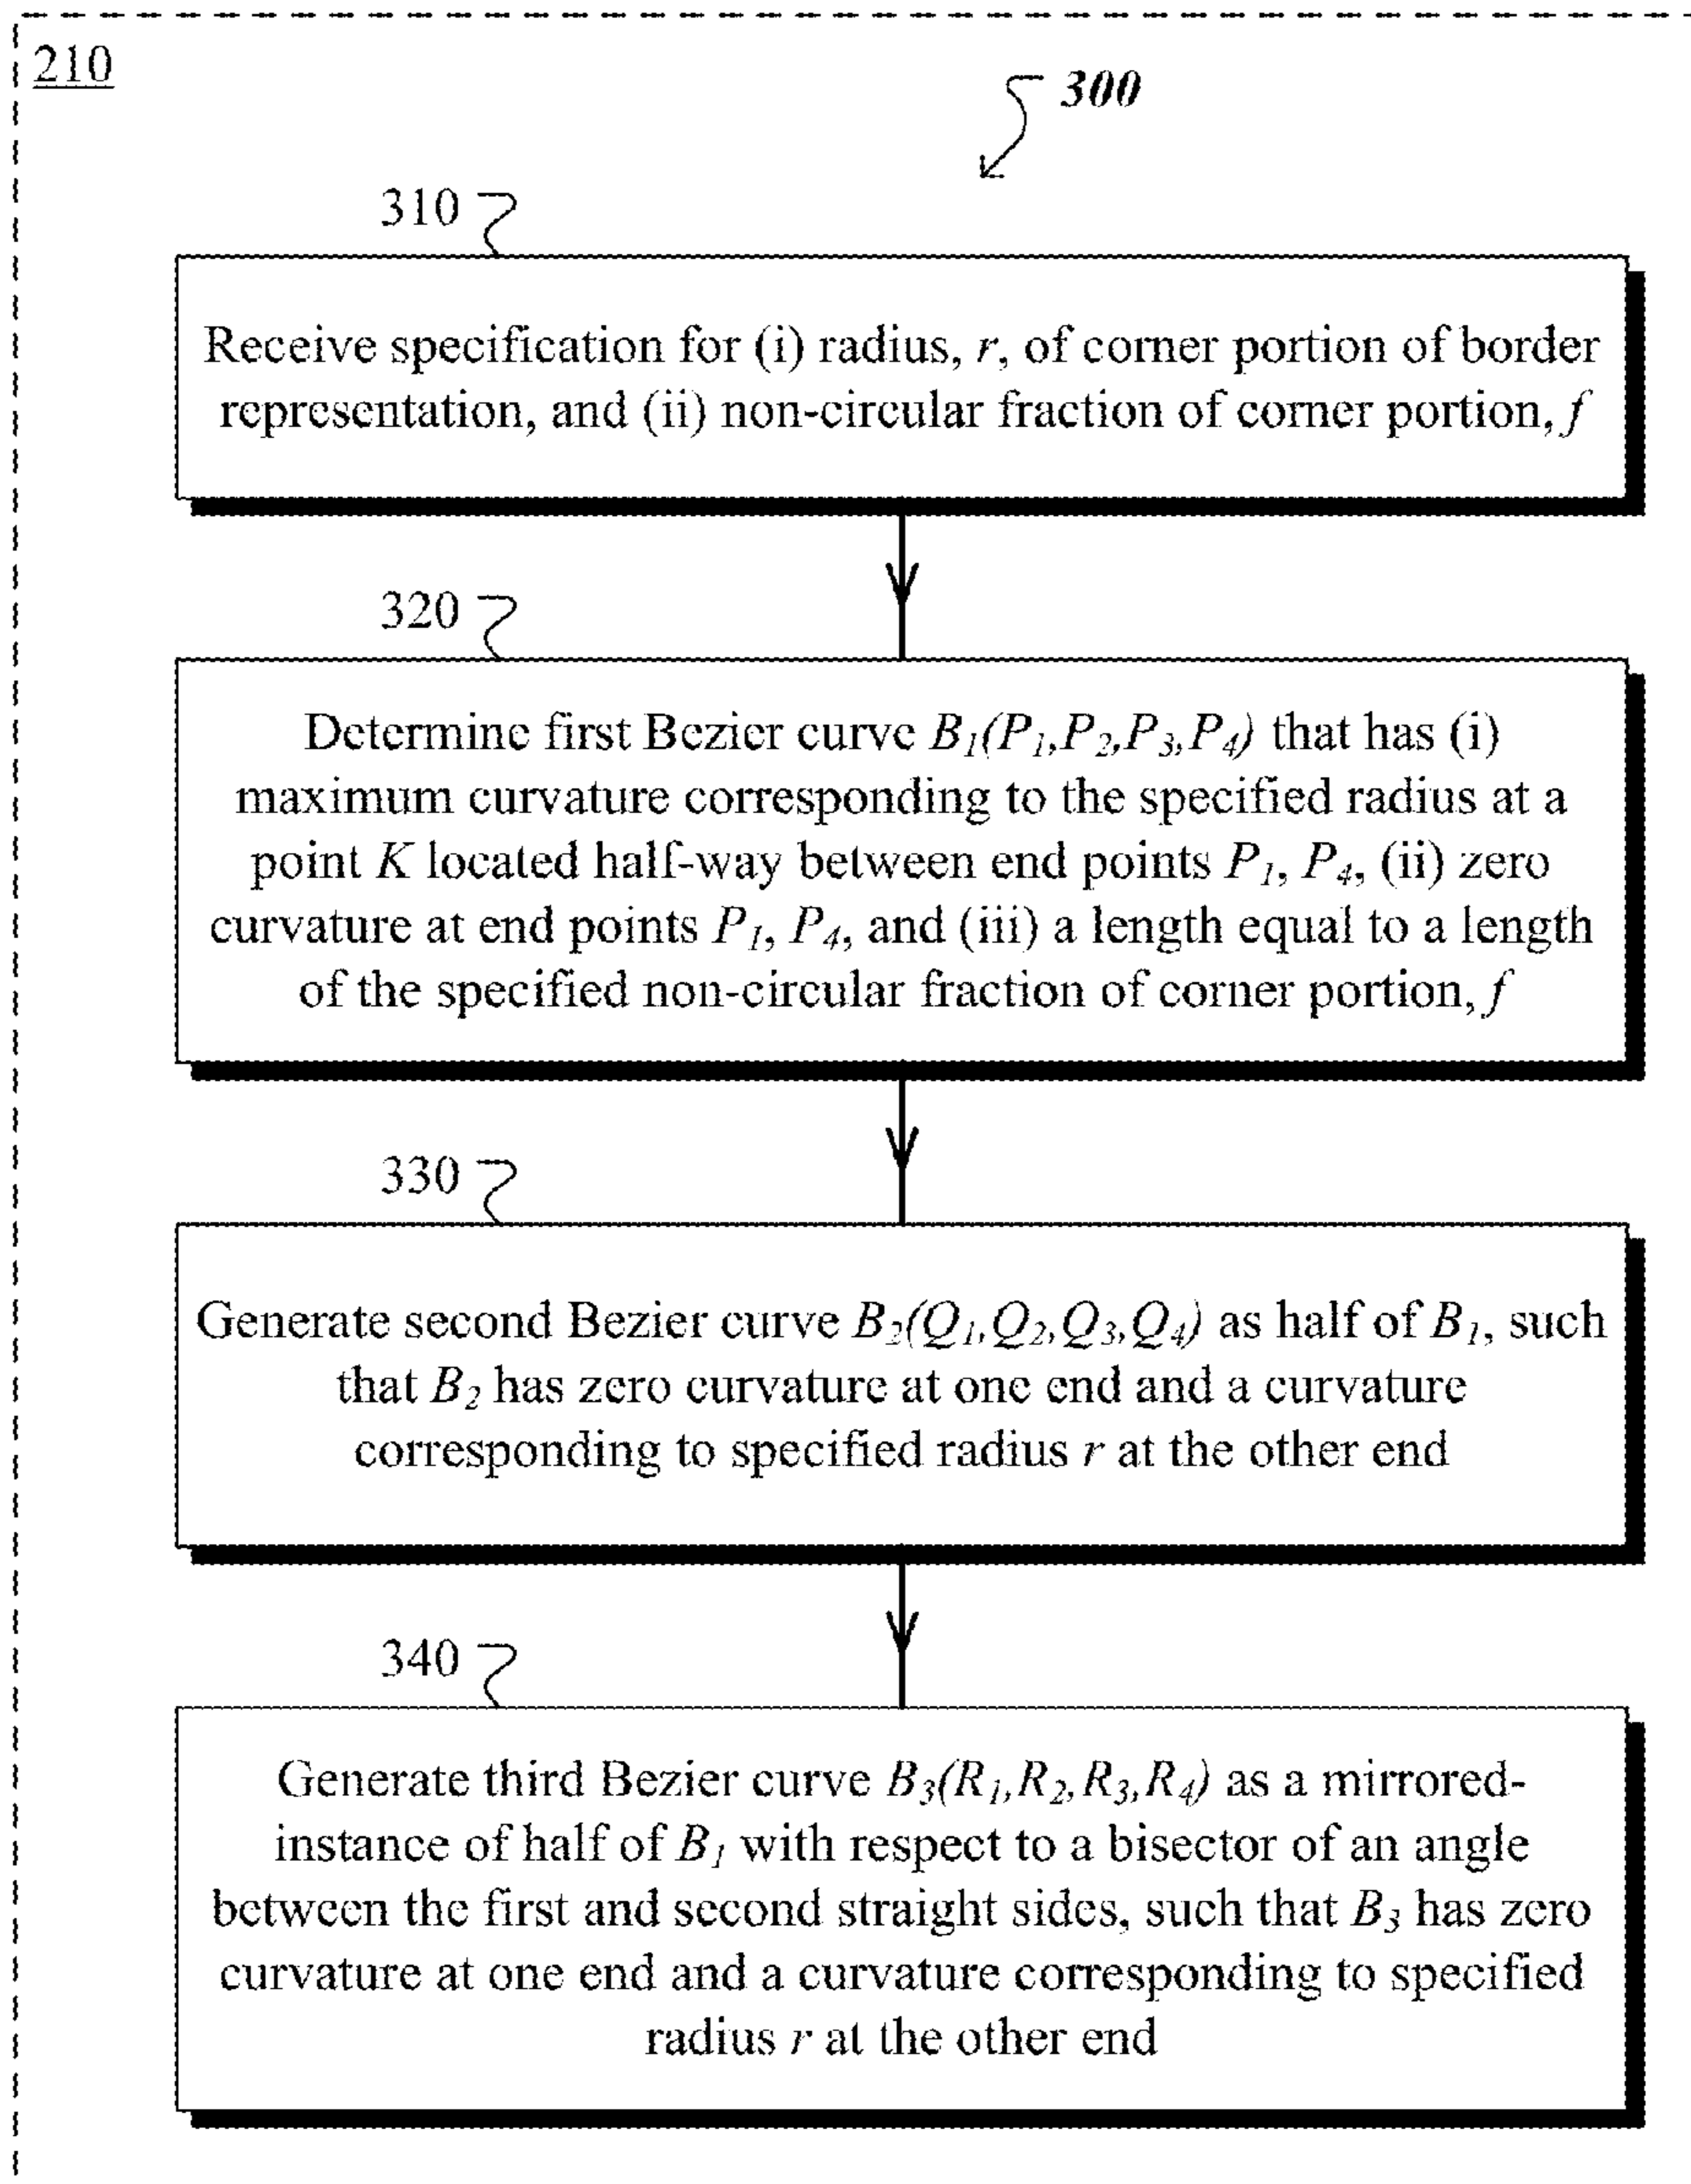 210
300
310
Receive specification for (i) radius, r, of corner portion of border
representation, and (ii) non-circular fraction of corner portion, f
320
Determine first Bezier curve B1(P1,P2,P3,P4) that has (i)
maximum curvature corresponding to the specified radius at a
point K located half-way between end points P1, P4, (ii) zero
curvature at end points P1, P4, and (iii) a length equal to a length
of the specified non-circular fraction of corner portion, f
330
Generate second Bezier curve B2(Q1,Q2,Q3,Q4) as half of B1, such
that B2 has zero curvature at one end and a curvature
corresponding to specified radius r at the other end
340
Generate third Bezier curve B3(R1,R2,R3,R4) as a mirrored-
instance of half of B1 with respect to a bisector of an angle
between the first and second straight sides, such that B3 has zero
curvature at one end and a curvature corresponding to specified
radius r at the other end